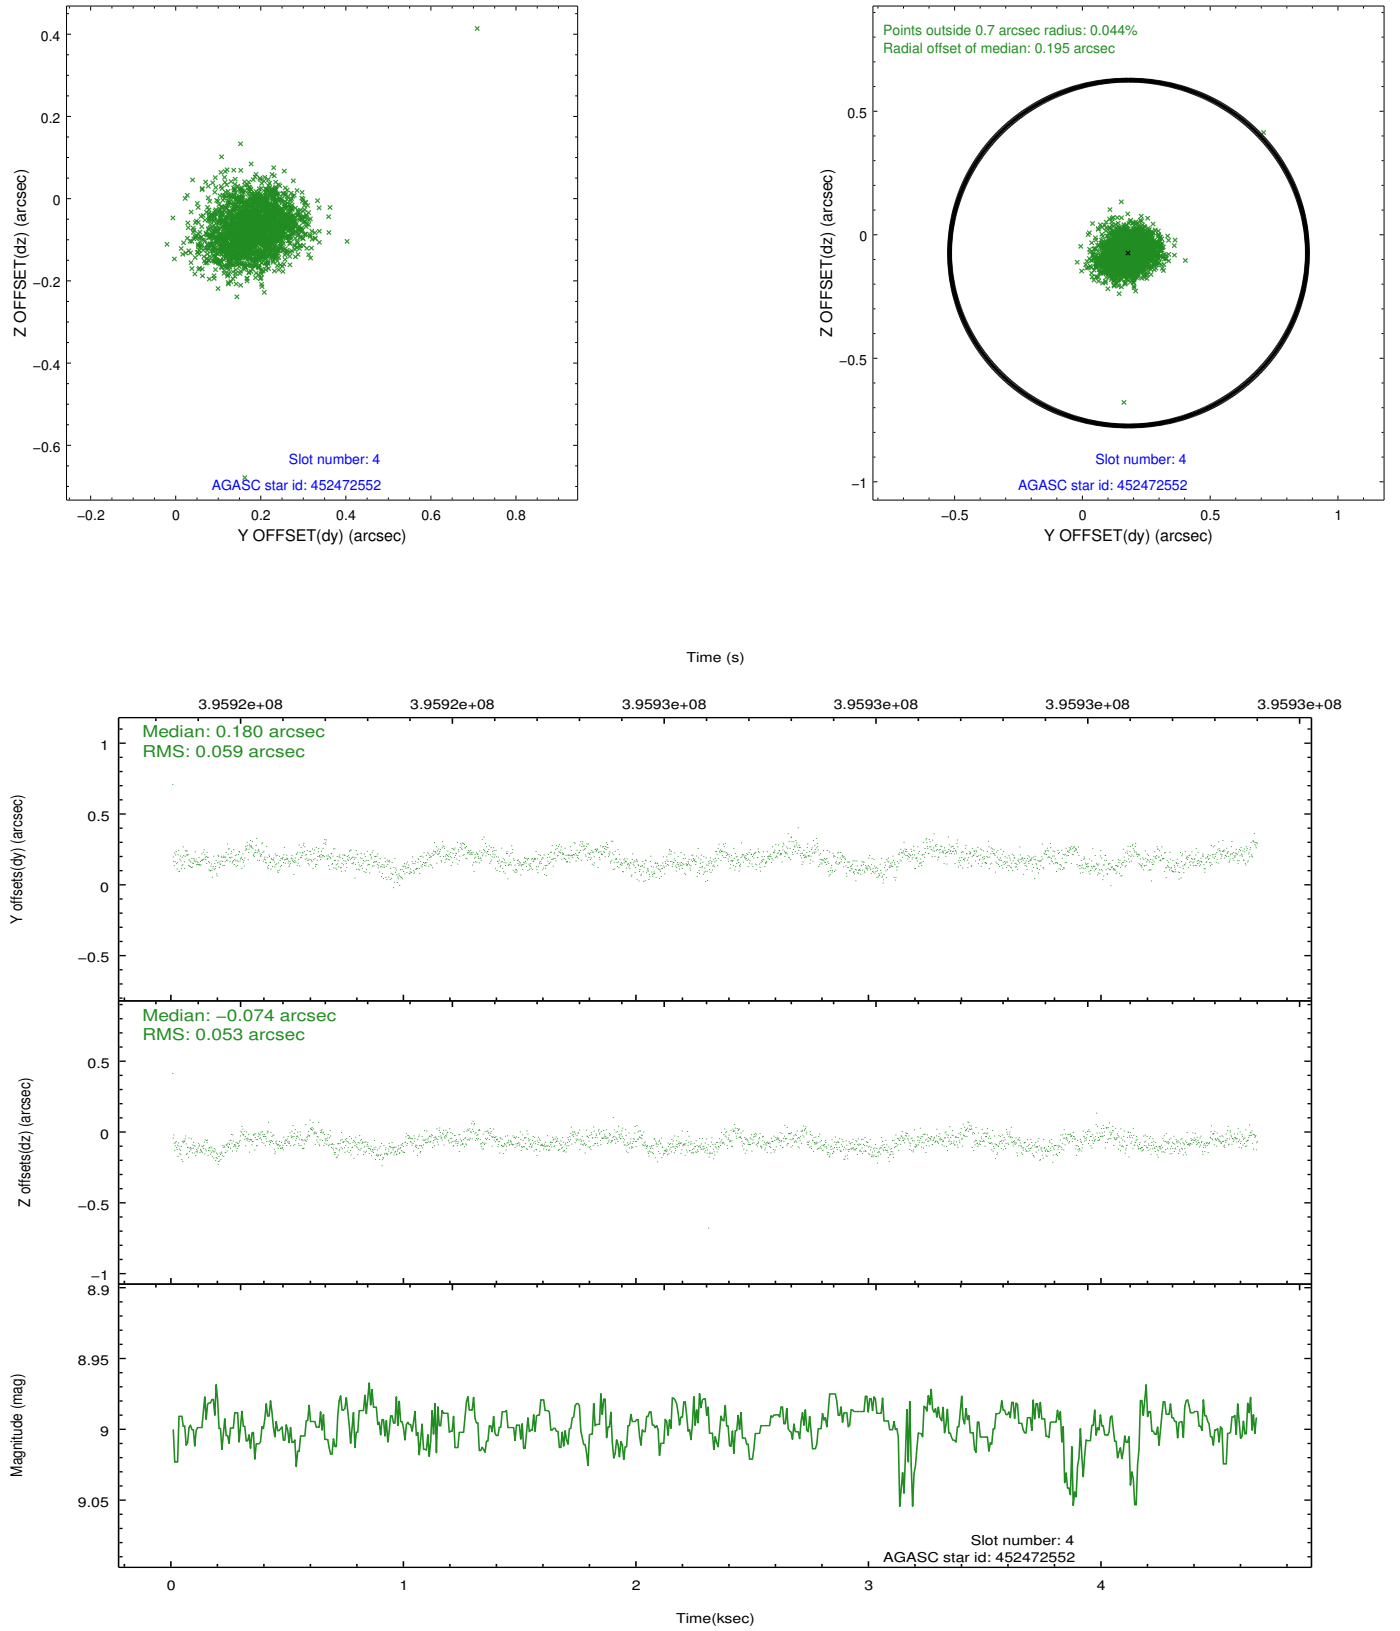 0.4
0.2
0
−0.2
−0.4
−0.6
Z OFFSET(dz) (arcsec)
Slot number: 4
AGASC star id: 452472552
−0.2 0 0.2 0.4 0.6 0.8
Y OFFSET(dy) (arcsec)
Points outside 0.7 arcsec radius: 0.044%
Radial offset of median: 0.195 arcsec
0.5
0
−0.5
−1
Z OFFSET(dz) (arcsec)
Slot number: 4
AGASC star id: 452472552
−0.5 0 0.5 1
Y OFFSET(dy) (arcsec)
Time (s)
3.9592e+08 3.9592e+08 3.9593e+08 3.9593e+08 3.9593e+08 3.9593e+08
Median: 0.180 arcsec
RMS: 0.059 arcsec
1
0.5
0
−0.5
Y offsets(dy) (arcsec)
Median: −0.074 arcsec
RMS: 0.053 arcsec
0.5
0
−0.5
−1
Z offsets(dz) (arcsec)
8.9
8.95
9
9.05
Magnitude (mag)
Slot number: 4
AGASC star id: 452472552
0 1 2 3 4
Time(ksec)